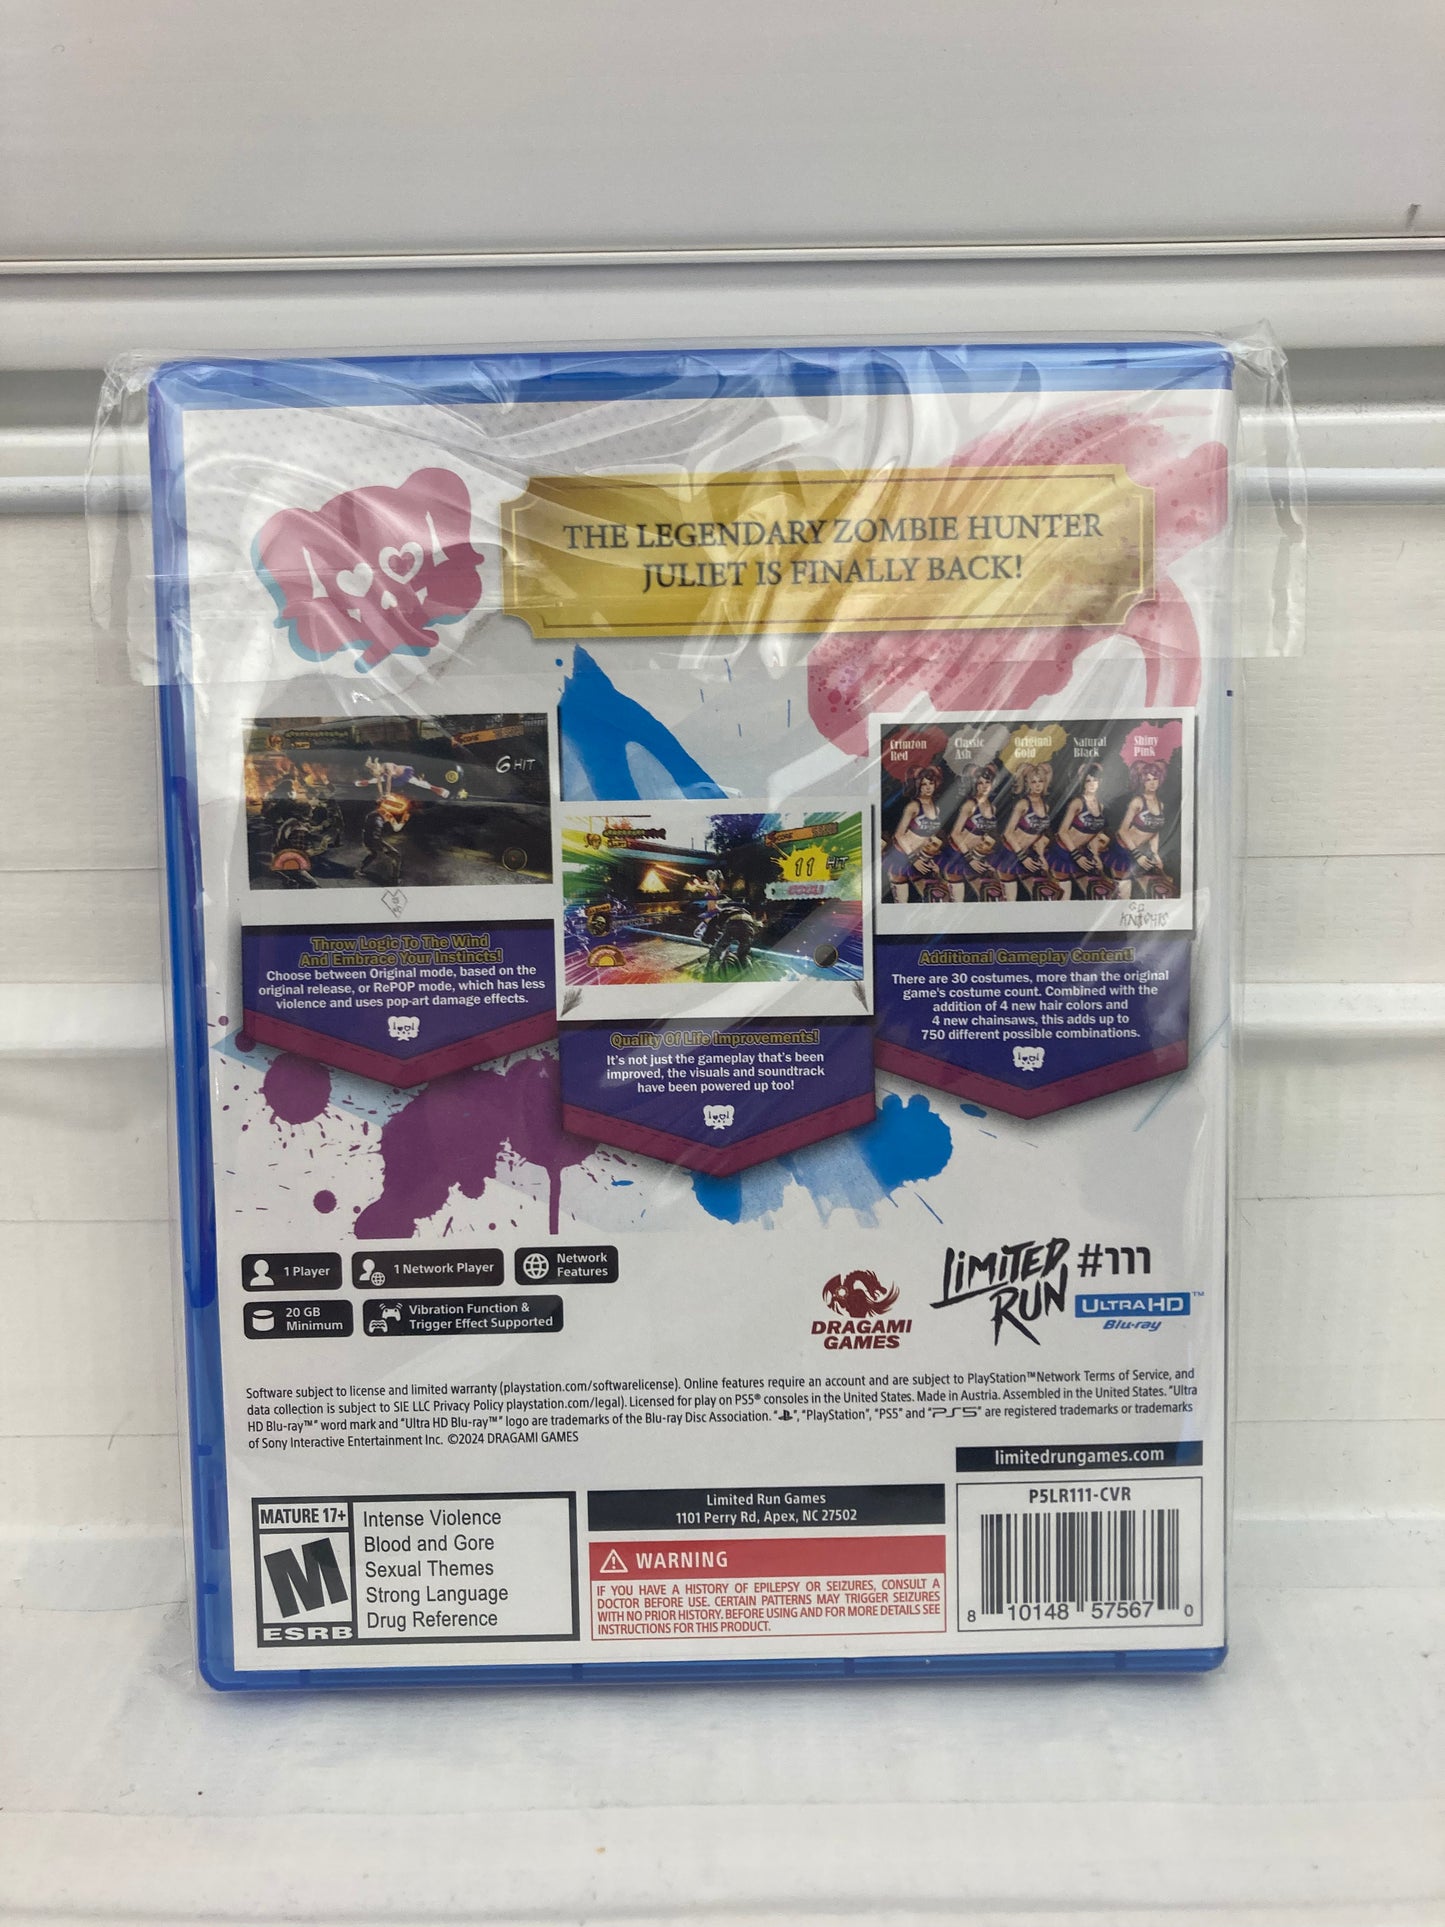 THE LEGENDARY ZOMBIE HUNTER
JULIET IS FINALLY BACK!
6 HIT
11 HIT
Crimzon
Red
Classic
Ash
Original
Gold
Natural
Black
Shiny
Pink
KNIGHTS
Throw Logic To The Wind
And Embrace Your Instincts!
Choose between Original mode, based on the
original release, or RePOP mode, which has less
violence and uses pop-art damage effects.
Quality Of Life Improvements!
It's not just the gameplay that's been
improved, the visuals and soundtrack
have been powered up too!
Additional Gameplay Content!
There are 30 costumes, more than the original
game's costume count. Combined with the
addition of 4 new hair colors and
4 new chainsaws, this adds up to
750 different possible combinations.
1 Player
1 Network Player
Network
Features
20 GB
Minimum
Vibration Function &
Trigger Effect Supported
DRAGAMI
GAMES
LIMITED
RUN
#111
ULTRA HD™
Blu-ray
Software subject to license and limited warranty (playstation.com/softwarelicense). Online features require an account and are subject to PlayStation™Network Terms of Service, and
data collection is subject to SIE LLC Privacy Policy playstation.com/legal). Licensed for play on PS5® consoles in the United States. Made in Austria. Assembled in the United States. "Ultra
HD Blu-ray™" word mark and "Ultra HD Blu-ray™" logo are trademarks of the Blu-ray Disc Association. "", "PlayStation", "PS5" and "PS5" are registered trademarks or trademarks
of Sony Interactive Entertainment Inc. ©2024 DRAGAMI GAMES
limitedrungames.com
MATURE 17+
M
ESRB
Intense Violence
Blood and Gore
Sexual Themes
Strong Language
Drug Reference
Limited Run Games
1101 Perry Rd, Apex, NC 27502
WARNING
IF YOU HAVE A HISTORY OF EPILEPSY OR SEIZURES, CONSULT A
DOCTOR BEFORE USE. CERTAIN PATTERNS MAY TRIGGER SEIZURES
WITH NO PRIOR HISTORY. BEFORE USING AND FOR MORE DETAILS SEE
INSTRUCTIONS FOR THIS PRODUCT.
P5LR111-CVR
8 10148 57567 0